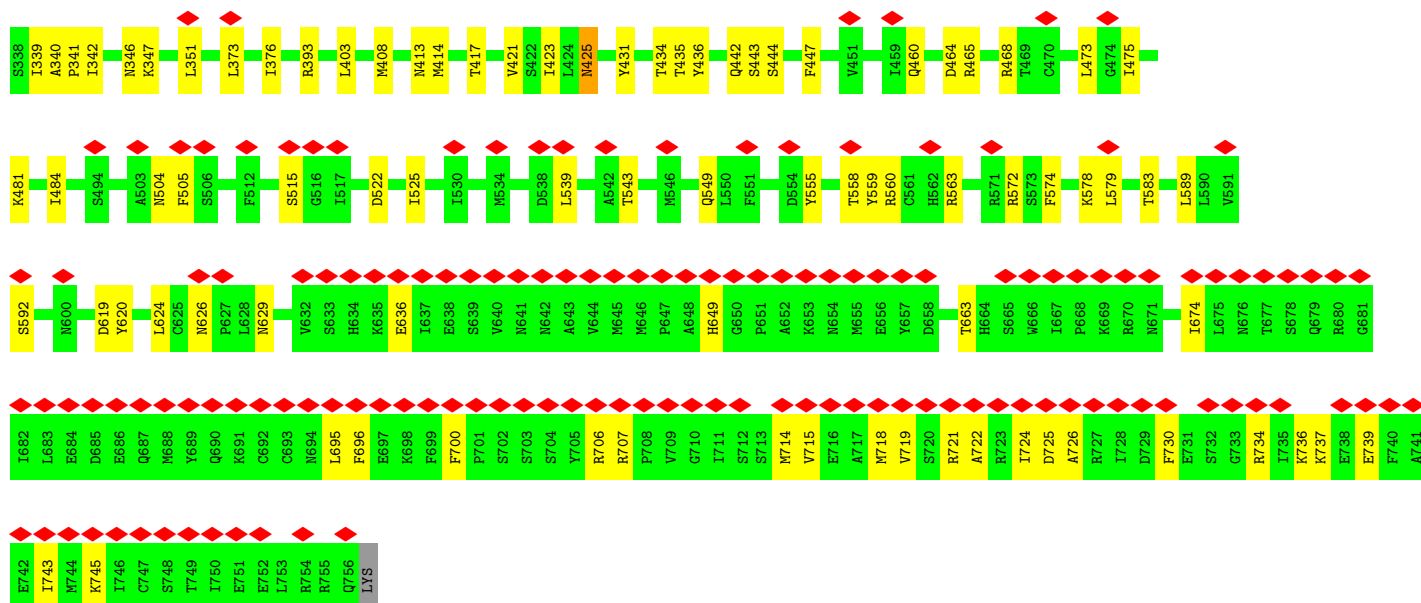 S338 I339 A340 P341 I342 N346 K347 L351 L373 I376 R393 L403 M408 N413 M414 T417 V421 S422 I423 L424 N425 Y431 T434 T435 Y436 Q442 S443 S444 F447 V451 I459 Q460 D464 R465 R468 T469 C470 L473 G474 I475
K481 I484 S494 A503 N504 F505 S506 F512 S515 G516 I517 D522 I525 I530 M534 D538 L539 A542 T543 M546 Q549 L550 F551 D554 Y555 T558 Y559 R560 C561 H562 R563 R571 R572 S573 F574 K578 L579 T583 L589 L590 V591
S592 N600 D619 Y620 L624 C625 N626 P627 L628 N629 V632 S633 H634 K635 E636 I637 E638 S639 V640 N641 N642 A643 V644 M645 M646 P647 A648 H649 G650 P651 A652 K653 N654 M655 E656 Y657 D658 T663 H664 S665 W666 I667 P668 K669 R670 N671 I674 L675 N676 T677 S678 Q679 R680 G681
I682 L683 E684 D685 E686 Q687 M688 Y689 Q690 K691 C692 C693 N694 L695 F696 E697 K698 F699 F700 P701 S702 S703 S704 Y705 R706 R707 P708 V709 G710 I711 S712 S713 M714 V715 E716 A717 M718 V719 S720 R721 A722 R723 I724 D725 A726 R727 I728 D729 F730 E731 S732 G733 R734 I735 K736 K737 E738 E739 F740 A741
E742 I743 M744 K745 I746 C747 S748 T749 I750 E751 E752 L753 R754 R755 Q756 LYS